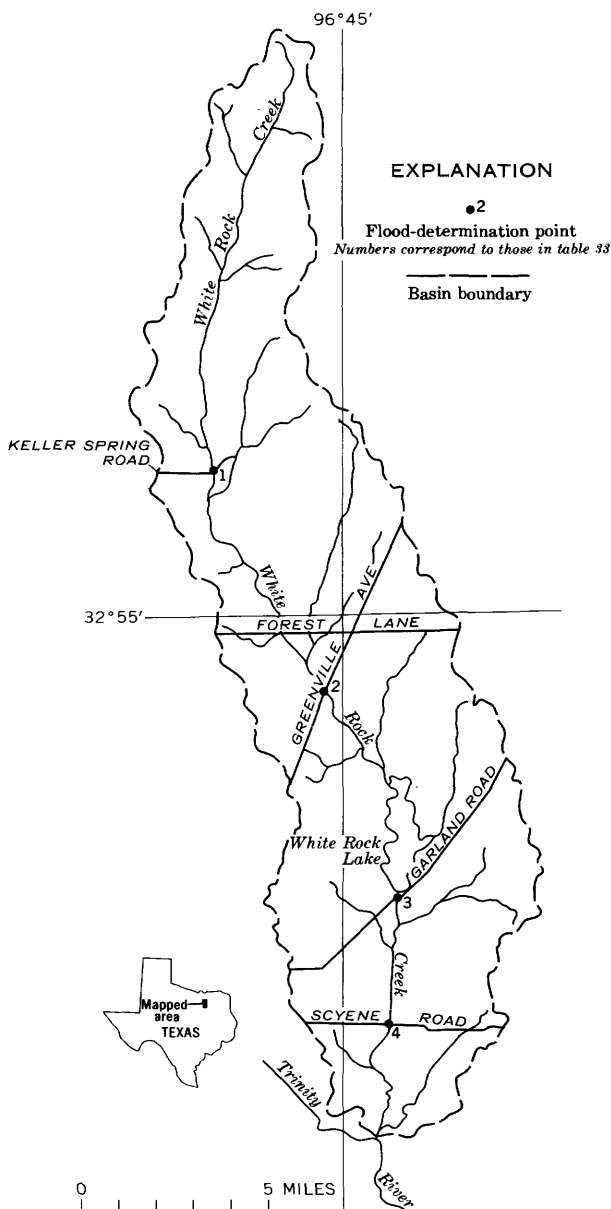 96°45'
Creek
Rock
White
EXPLANATION
2
Flood-determination point
Numbers correspond to those in table 33
Basin boundary
KELLER SPRING
ROAD
1
White
32°55'
FOREST LANE
GREENVILLE AVE
2
Rock
GARLAND ROAD
White Rock
Lake
3
Creek
Mapped
area
TEXAS
SCYENE ROAD
4
Trinity
River
0 5 MILES